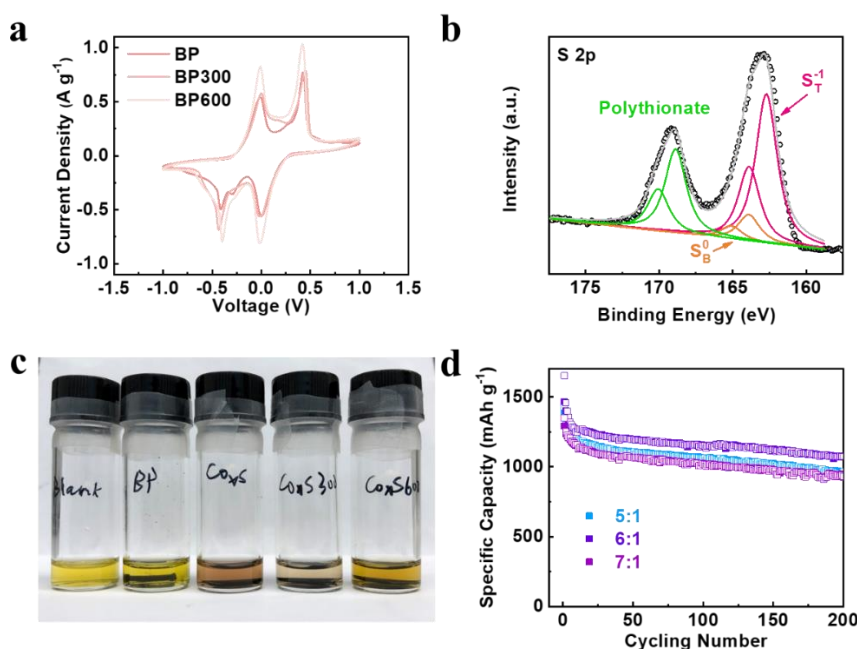 a
BP
BP300
BP600
1.0
0.5
0.0
-0.5
-1.0
Current Density (A g⁻¹)
-1.5 -1.0 -0.5 0.0 0.5 1.0 1.5
Voltage (V)
b
S 2p
S_T^-1
Polythionate
S_B^0
Intensity (a.u.)
175 170 165 160
Binding Energy (eV)
c
Blank
BP
CoxS
CoxS300
CoxS600
d
1500
1000
500
0
Specific Capacity (mAh g⁻¹)
5:1
6:1
7:1
0 50 100 150 200
Cycling Number